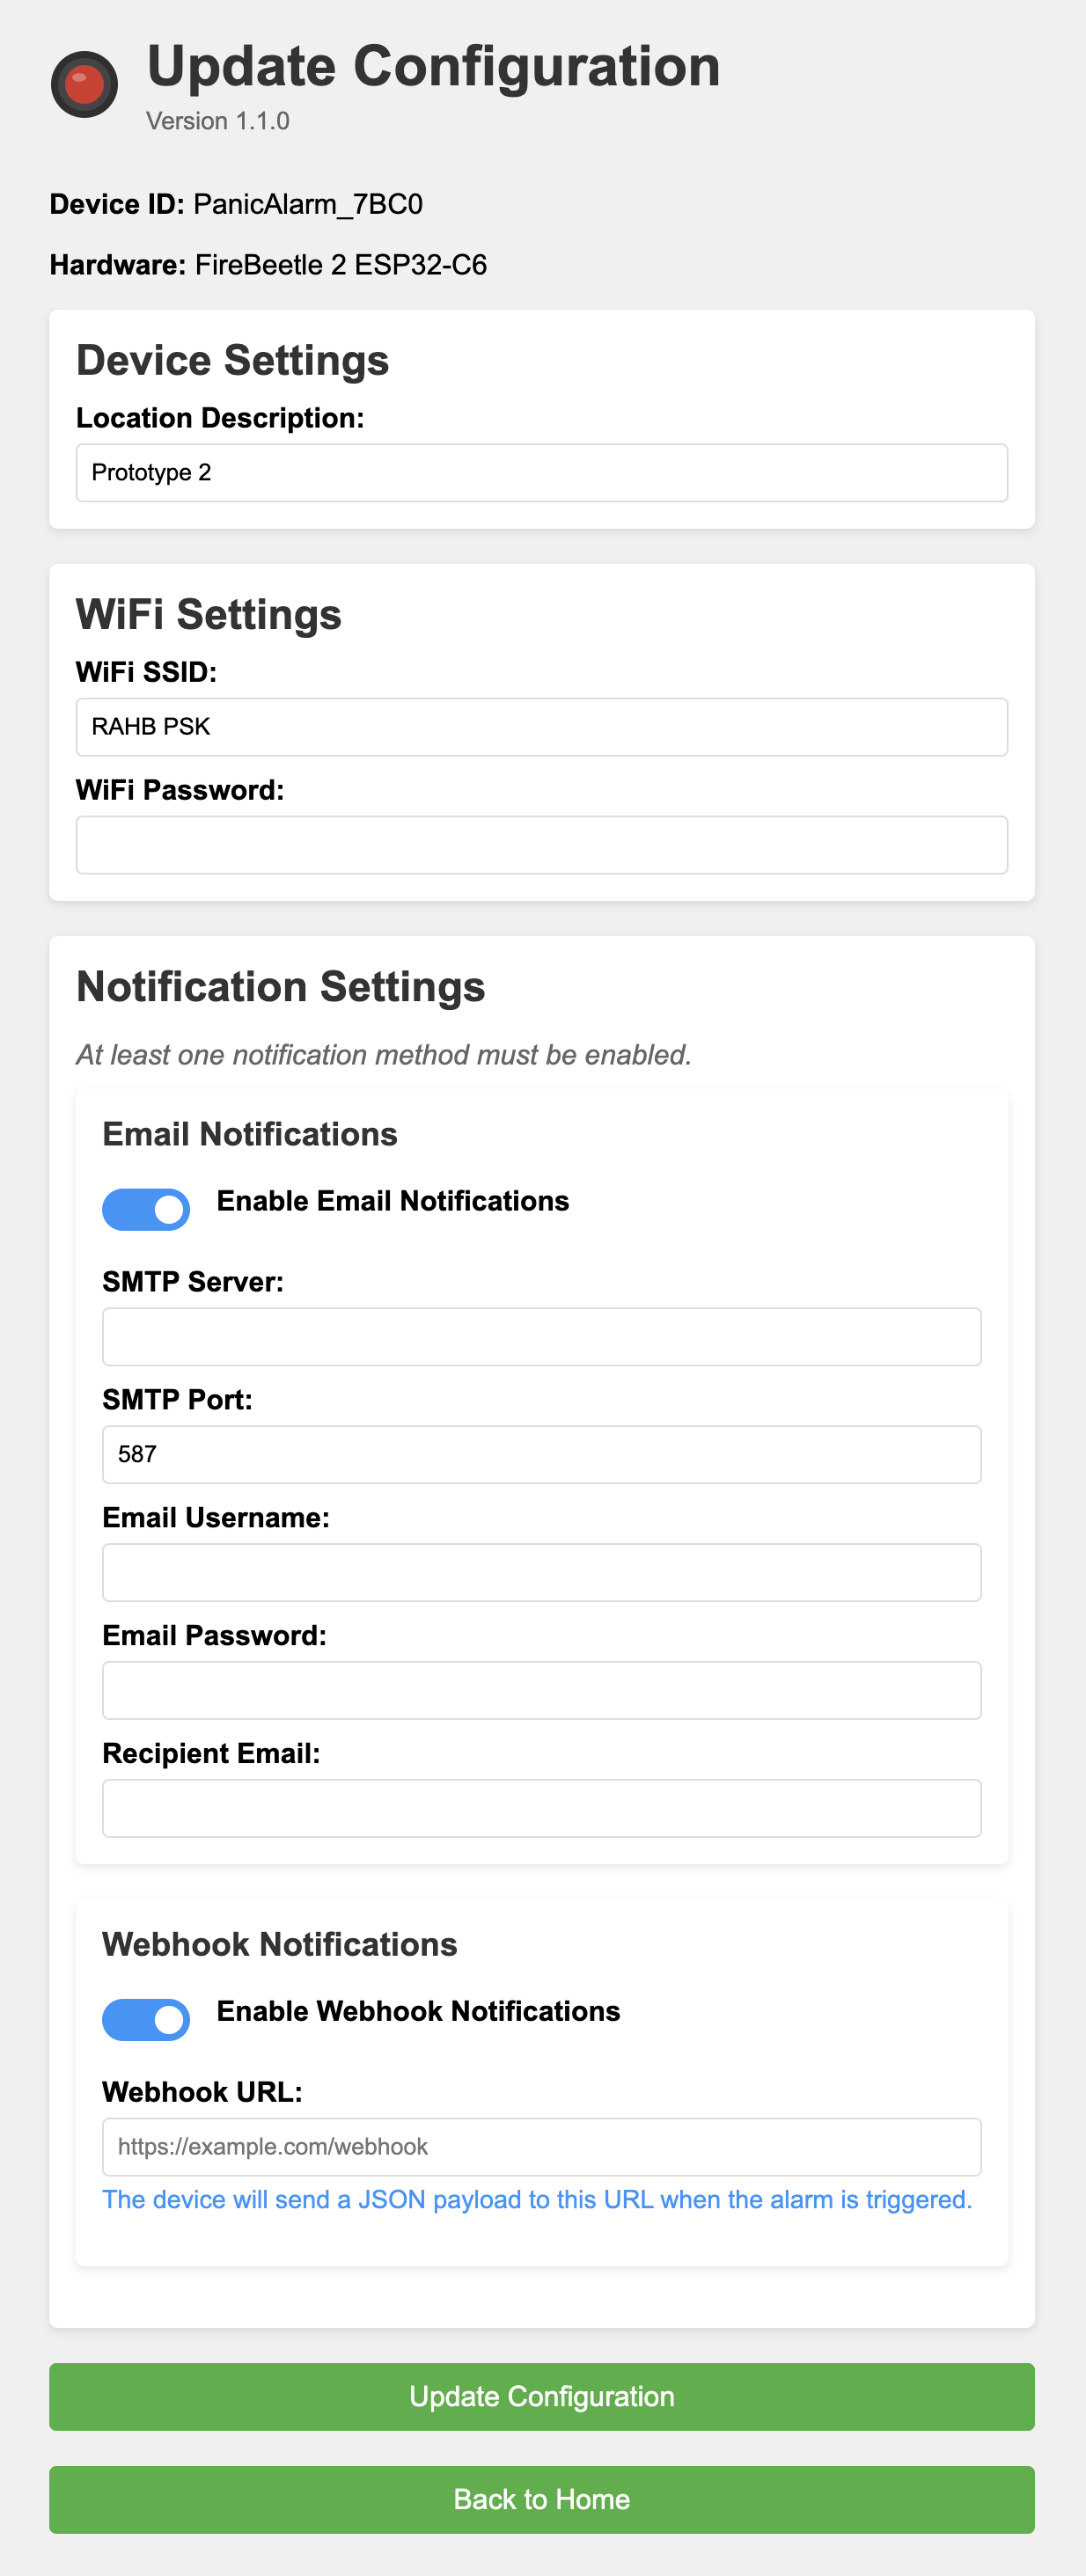 Update Configuration
Version 1.1.0
Device ID: PanicAlarm_7BC0
Hardware: FireBeetle 2 ESP32-C6
Device Settings
Location Description:
Prototype 2
WiFi Settings
WiFi SSID:
RAHB PSK
WiFi Password:
Notification Settings
At least one notification method must be enabled.
Email Notifications
Enable Email Notifications
SMTP Server:
SMTP Port:
587
Email Username:
Email Password:
Recipient Email:
Webhook Notifications
Enable Webhook Notifications
Webhook URL:
https://example.com/webhook
The device will send a JSON payload to this URL when the alarm is triggered.
Update Configuration
Back to Home